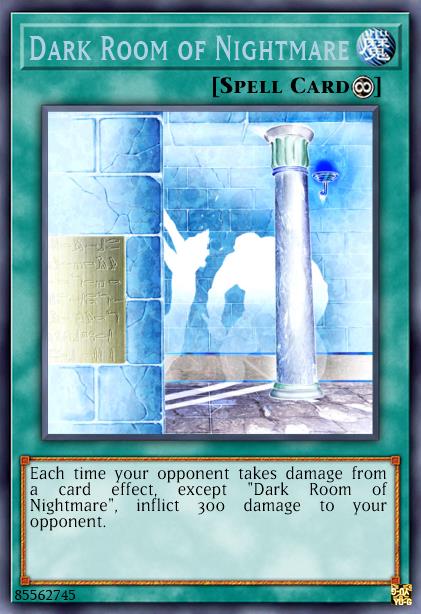 Dark Room of Nightmare
魔
[Spell Card]
Each time your opponent takes damage from
a card effect, except "Dark Room of
Nightmare", inflict 300 damage to your
opponent.
85562745